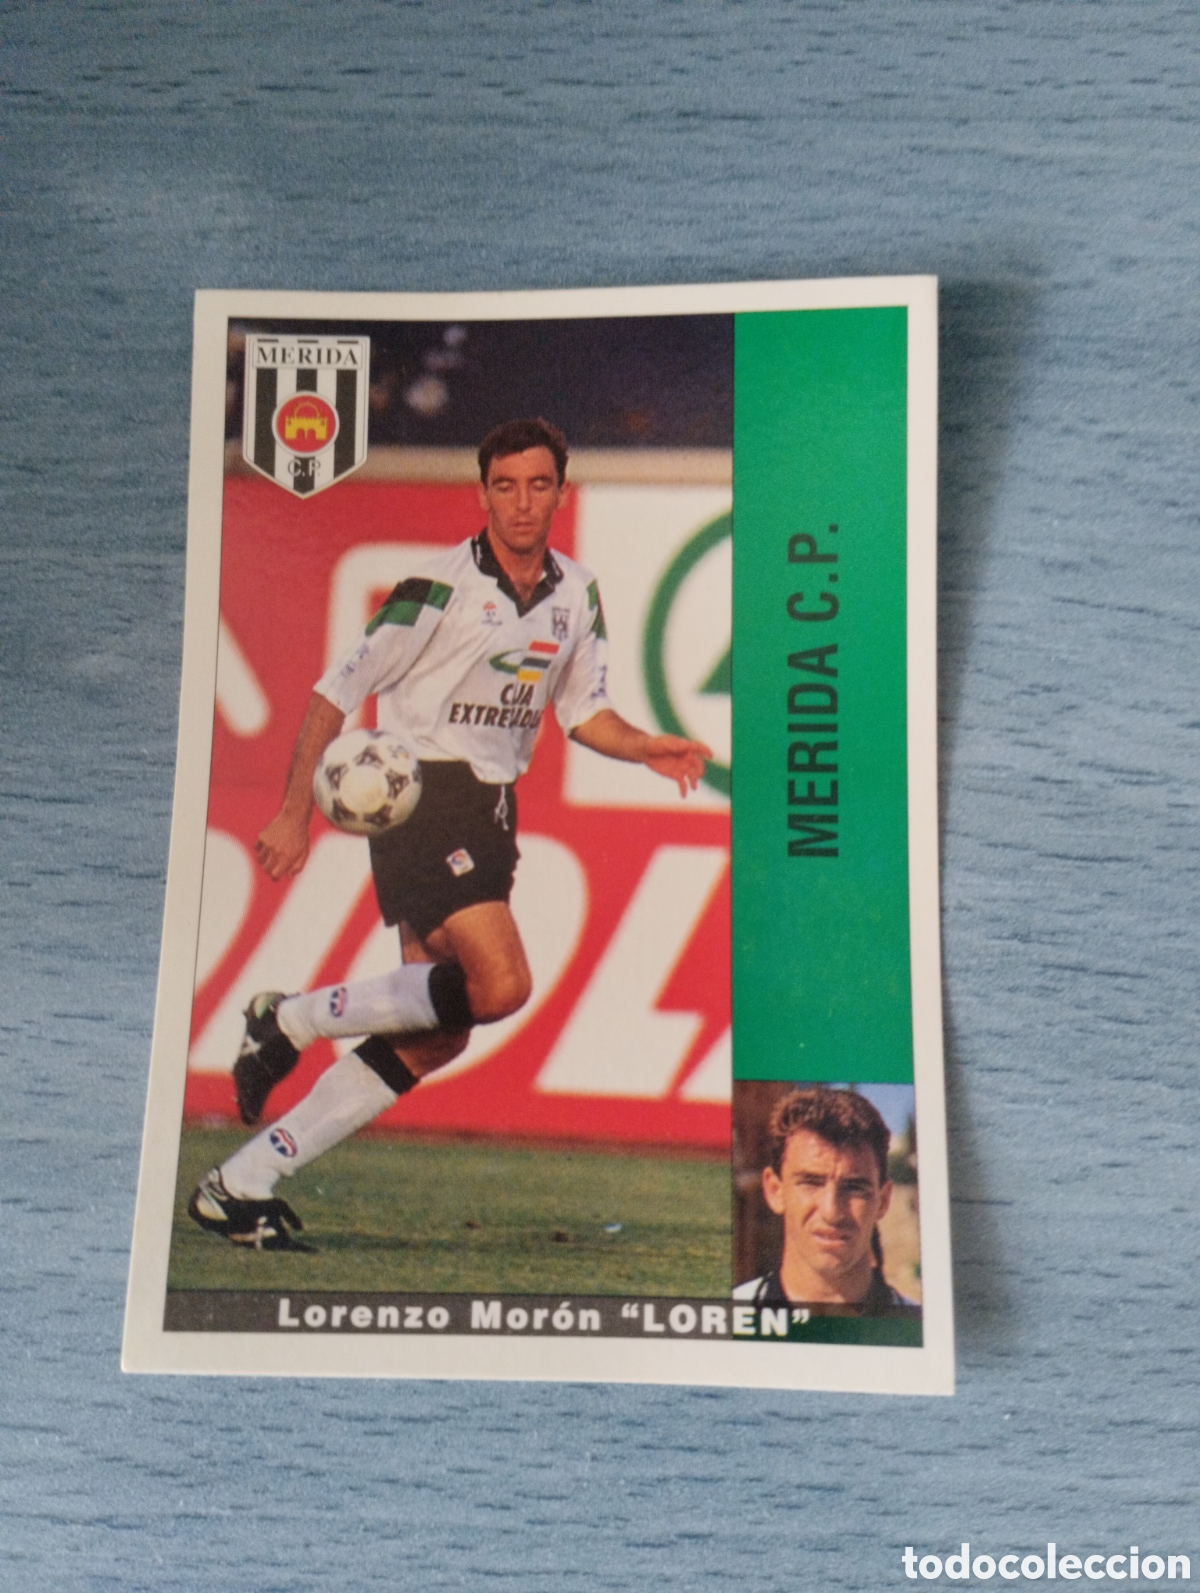 MERIDA
C.P.
MERIDA C.P.
CAJA
EXTREMADURA
Lorenzo Morón “LOREN”
todocoleccion